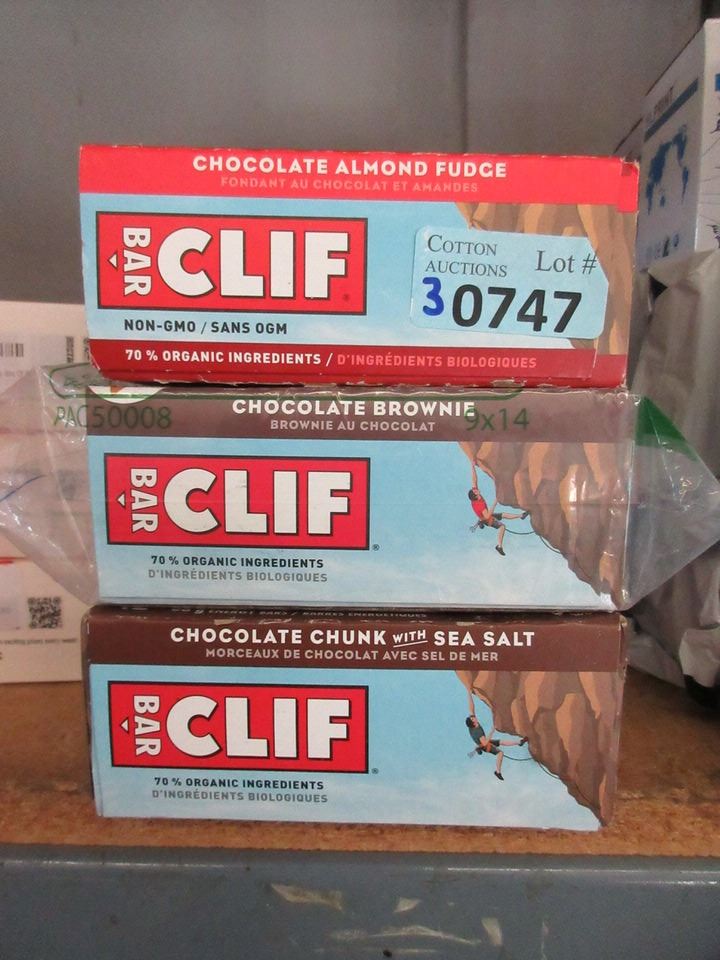 CHOCOLATE ALMOND FUDGE
FONDANT AU CHOCOLAT ET AMANDES
BAR CLIF
COTTON
AUCTIONS
Lot #
30747
NON-GMO / SANS OGM
70 % ORGANIC INGREDIENTS / D'INGRÉDIENTS BIOLOGIQUES
PAC50008
9x14
CHOCOLATE BROWNIE
BROWNIE AU CHOCOLAT
BAR CLIF
70 % ORGANIC INGREDIENTS
D'INGRÉDIENTS BIOLOGIQUES
CHOCOLATE CHUNK WITH SEA SALT
MORCEAUX DE CHOCOLAT AVEC SEL DE MER
BAR CLIF
70 % ORGANIC INGREDIENTS
D'INGRÉDIENTS BIOLOGIQUES